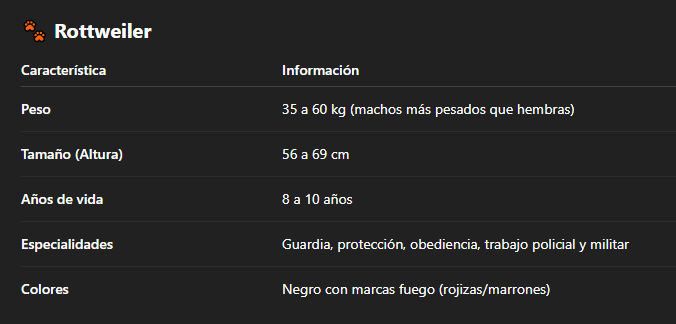 Rottweiler
Característica Información
Peso 35 a 60 kg (machos más pesados que hembras)
Tamaño (Altura) 56 a 69 cm
Años de vida 8 a 10 años
Especialidades Guardia, protección, obediencia, trabajo policial y militar
Colores Negro con marcas fuego (rojizas/marrones)